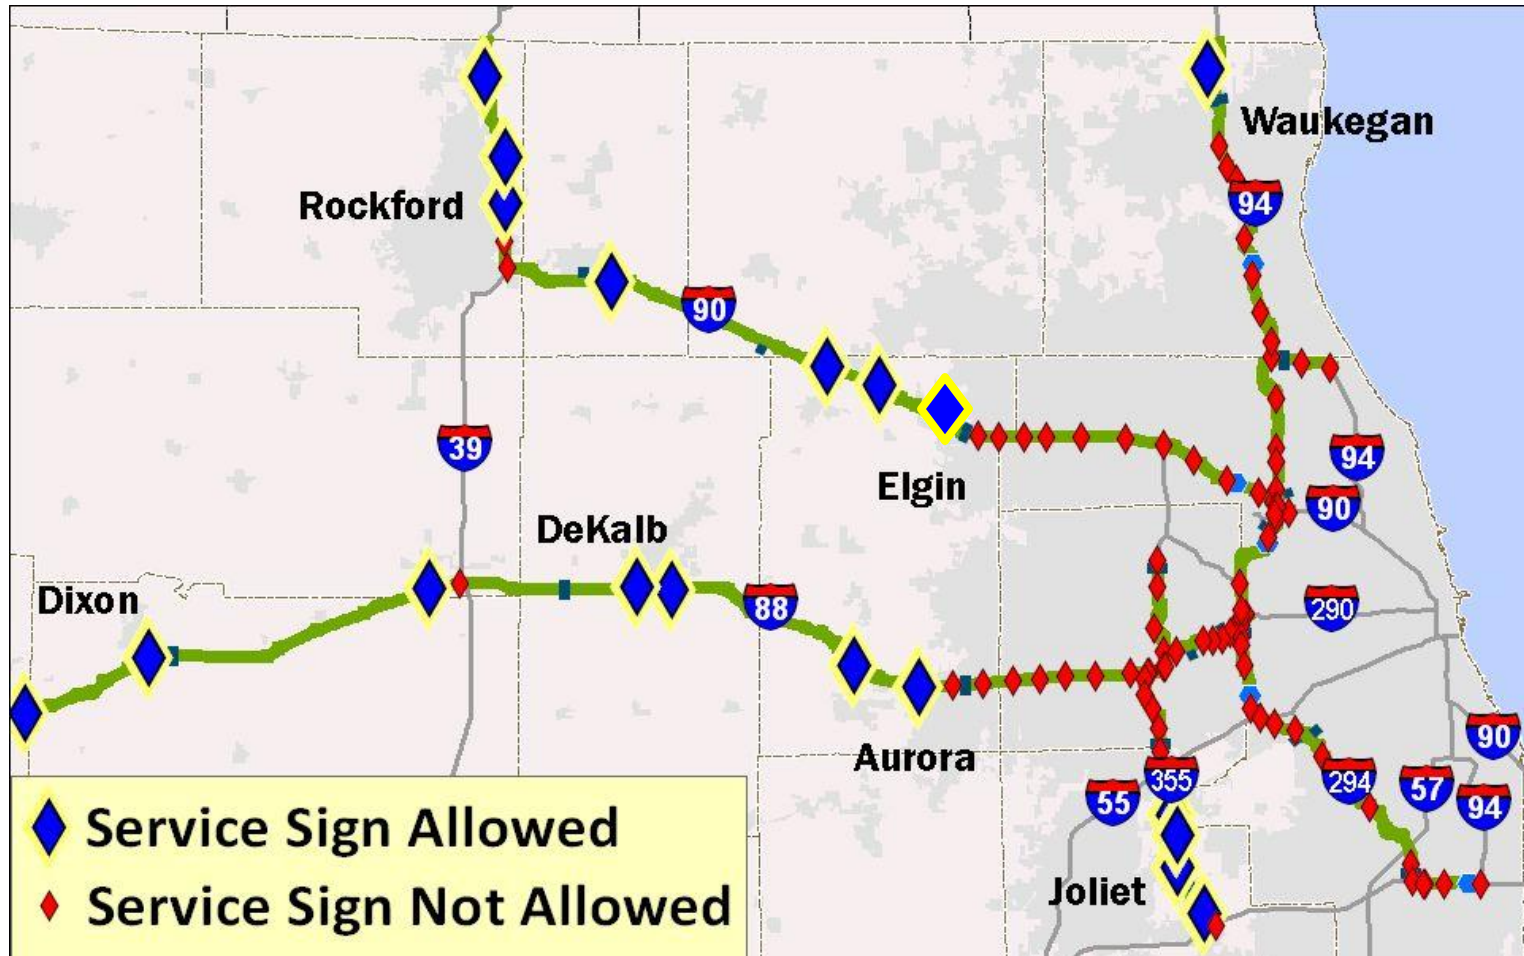 Waukegan
94
Rockford
90
39
94
Elgin
90
DeKalb
Dixon
88
290
Aurora
90
355
294
57
55
94
Joliet
Service Sign Allowed
Service Sign Not Allowed